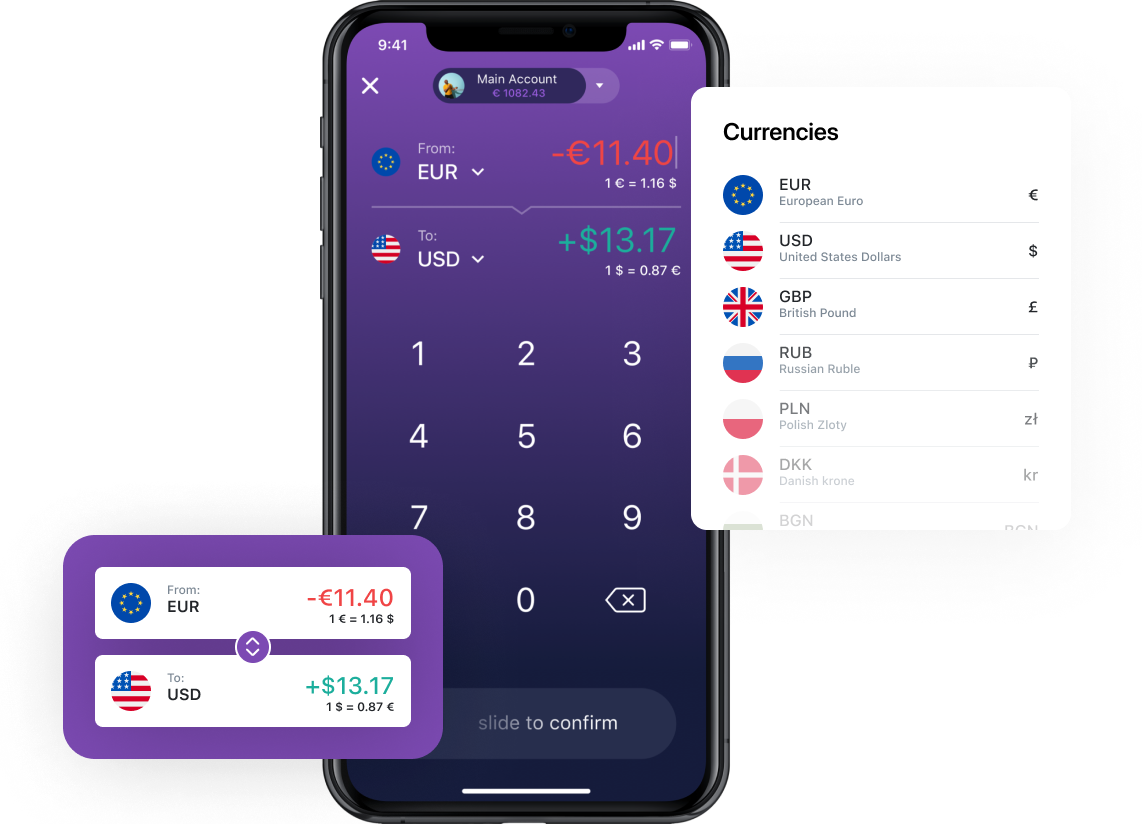 9:41
Main Account
€ 1082.43
From:
EUR
-€11.40
1 € = 1.16 $
To:
USD
+$13.17
1 $ = 0.87 €
1 2 3
4 5 6
7 8 9
0
slide to confirm
Currencies
EUR
European Euro
€
USD
United States Dollars
$
GBP
British Pound
£
RUB
Russian Ruble
₽
PLN
Polish Zloty
zł
DKK
Danish krone
kr
BGN
BGN
From:
EUR
-€11.40
1 € = 1.16 $
To:
USD
+$13.17
1 $ = 0.87 €